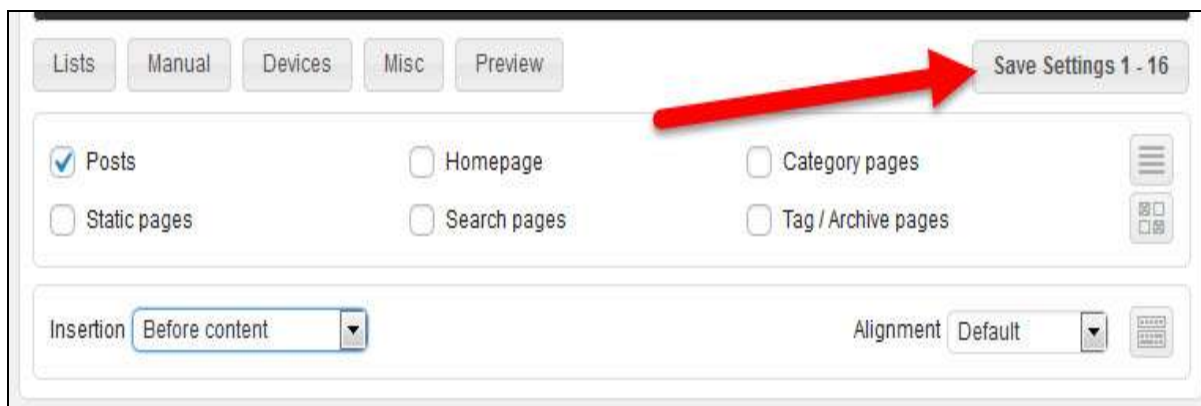 Lists Manual Devices Misc Preview Save Settings 1 - 16
Posts Homepage Category pages
Static pages Search pages Tag / Archive pages
Insertion Before content Alignment Default